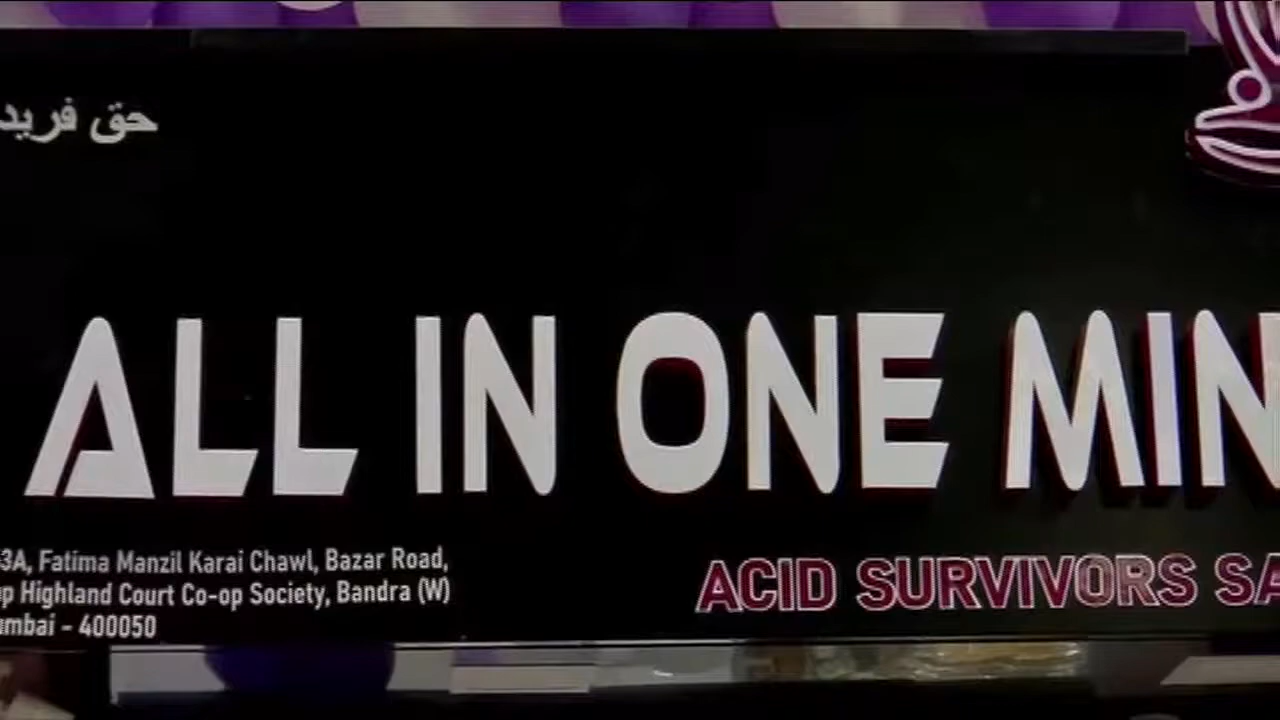 حق فرید
ALL IN ONE MIN
3A, Fatima Manzil Karai Chawl, Bazar Road,
Highland Court Co-op Society, Bandra (W)
400050
ACID SURVIVORS SA